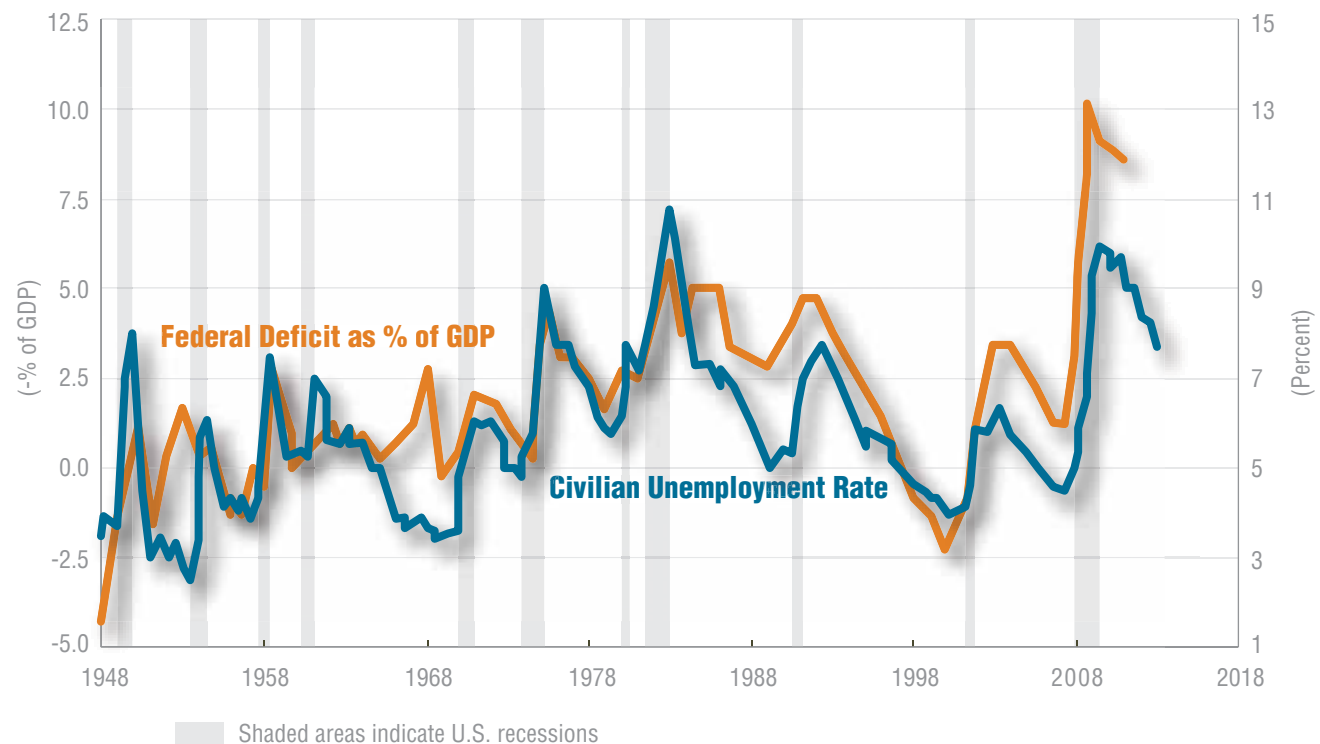 12.5
10.0
7.5
5.0
2.5
0.0
-2.5
-5.0
(-% of GDP)
15
13
11
9
7
5
3
1
(Percent)
Federal Deficit as % of GDP
Civilian Unemployment Rate
1948 1958 1968 1978 1988 1998 2008 2018
Shaded areas indicate U.S. recessions